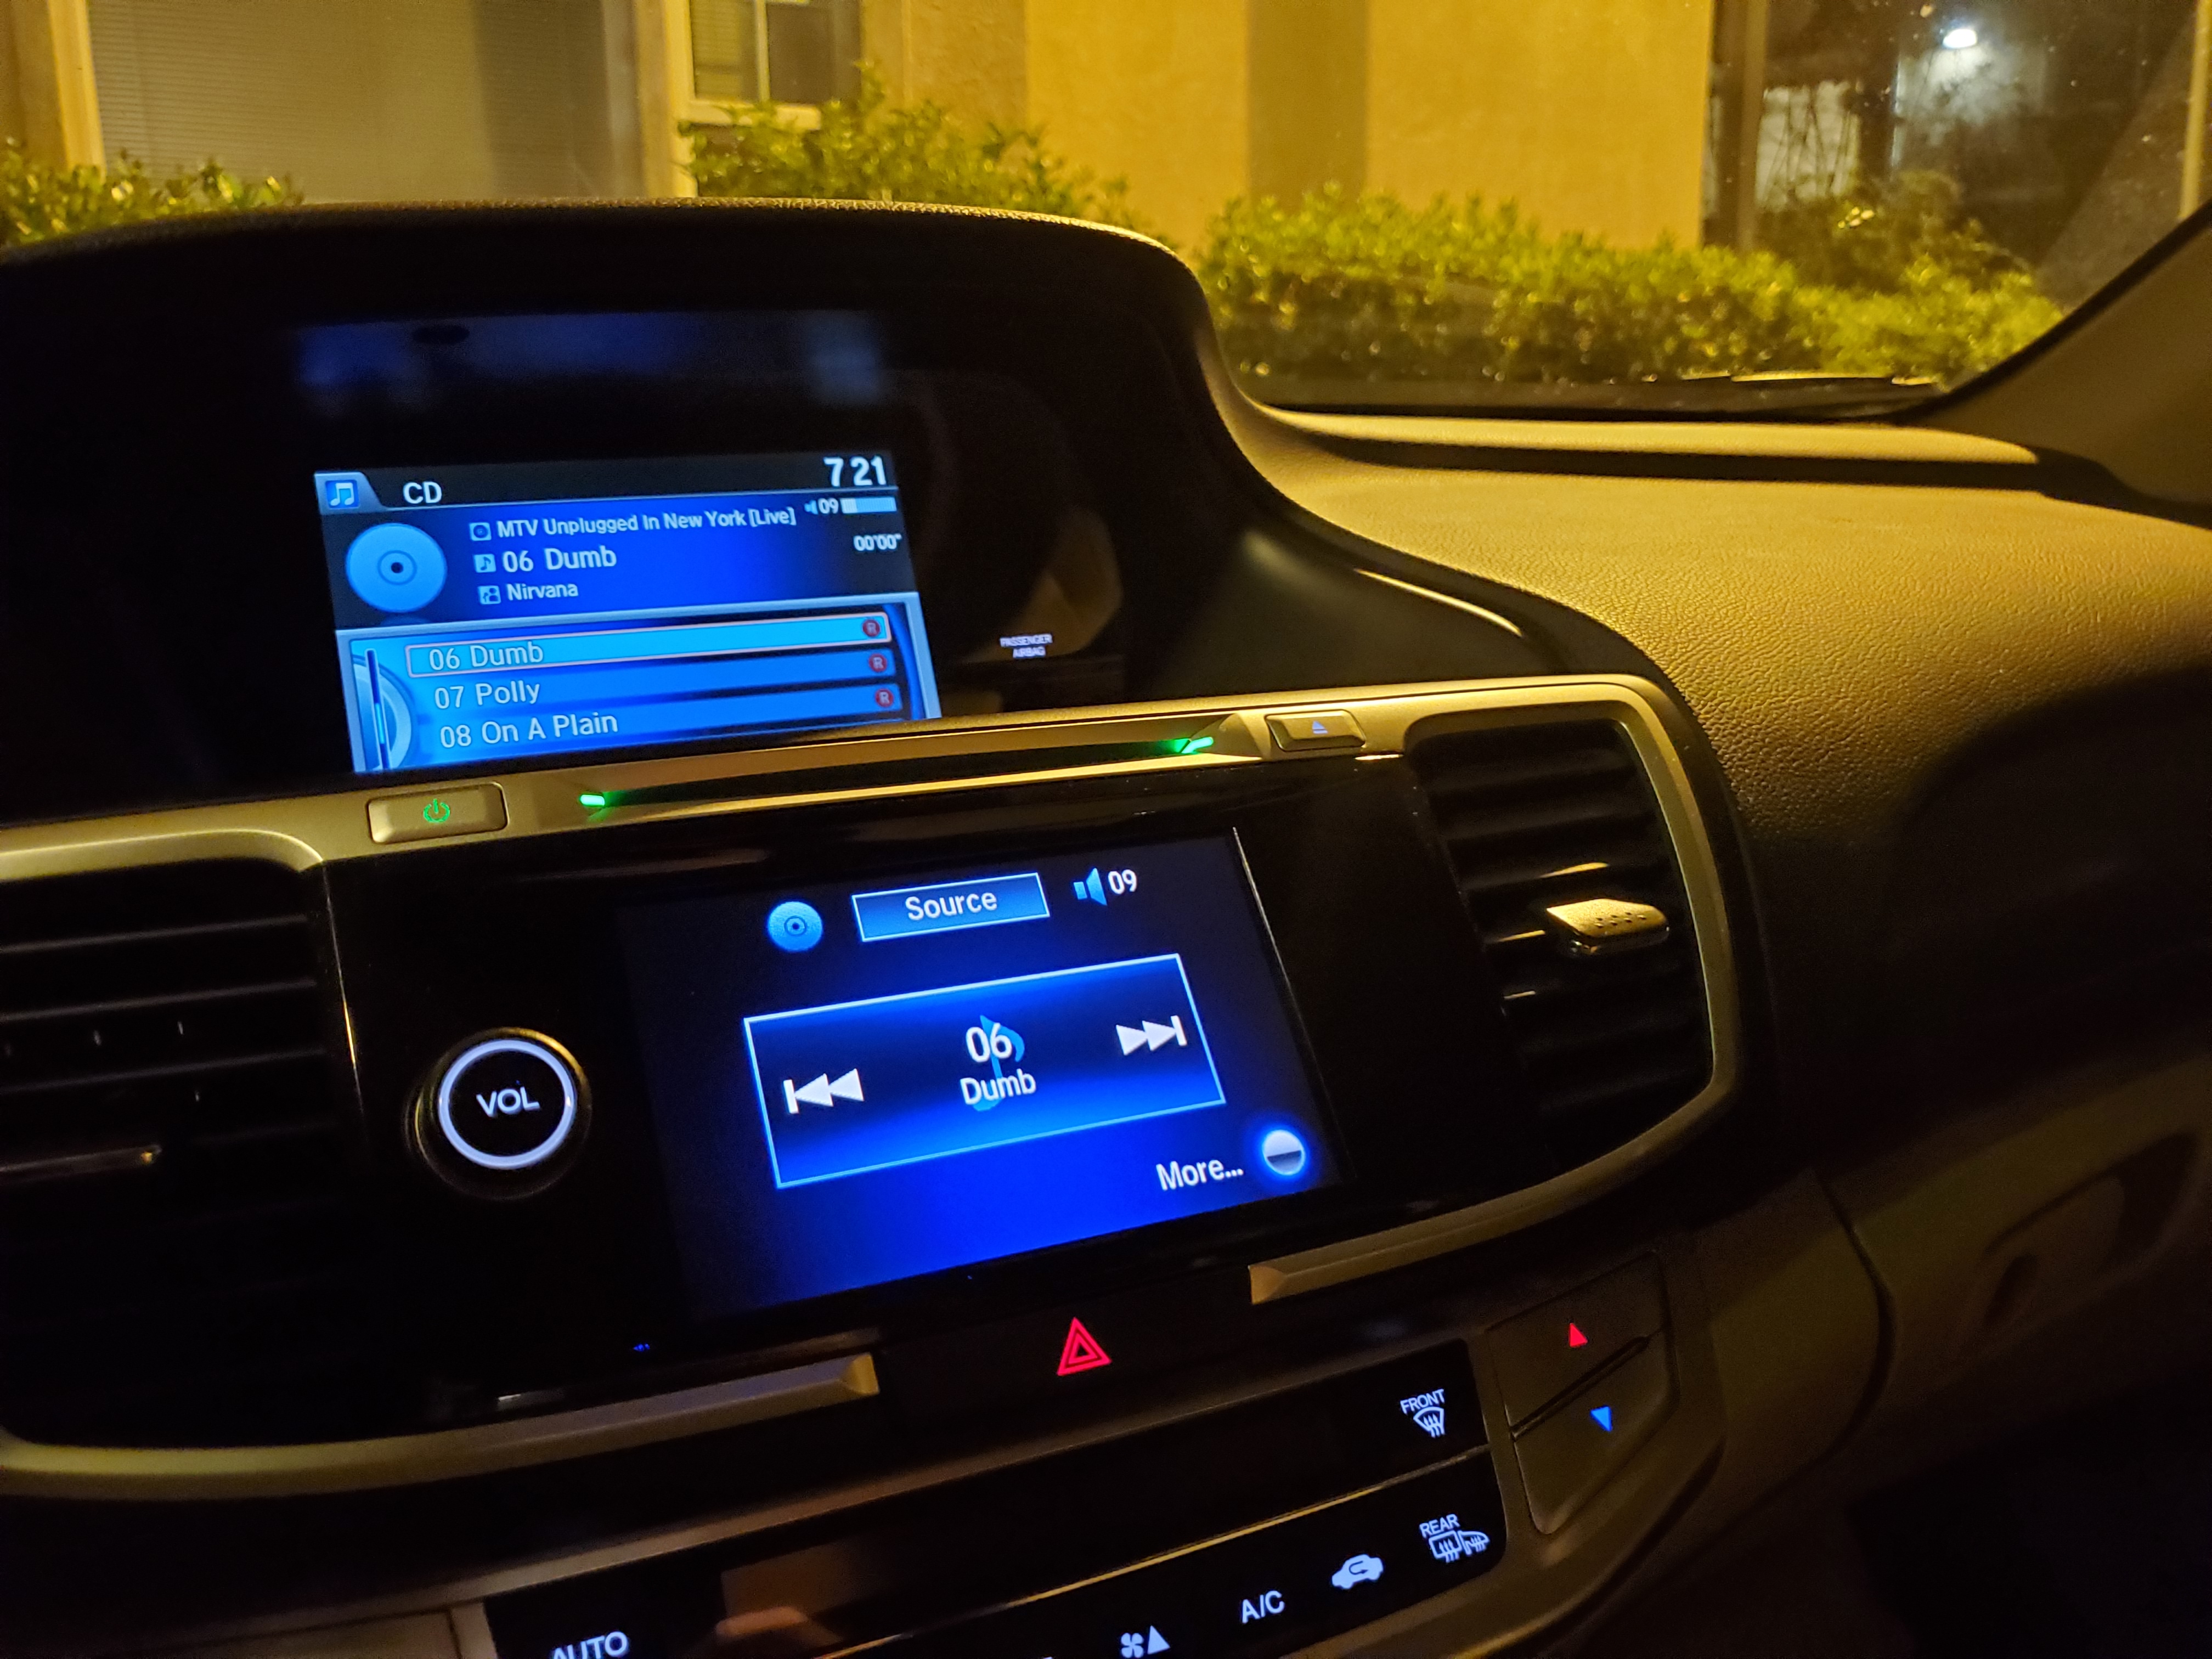 CD
7 21
MTV Unplugged In New York [Live]
09
06 Dumb
00'00"
Nirvana
06 Dumb
R
07 Polly
R
08 On A Plain
R
PASSENGER
AIRBAG
Source
09
VOL
06
Dumb
More...
FRONT
REAR
A/C
AUTO